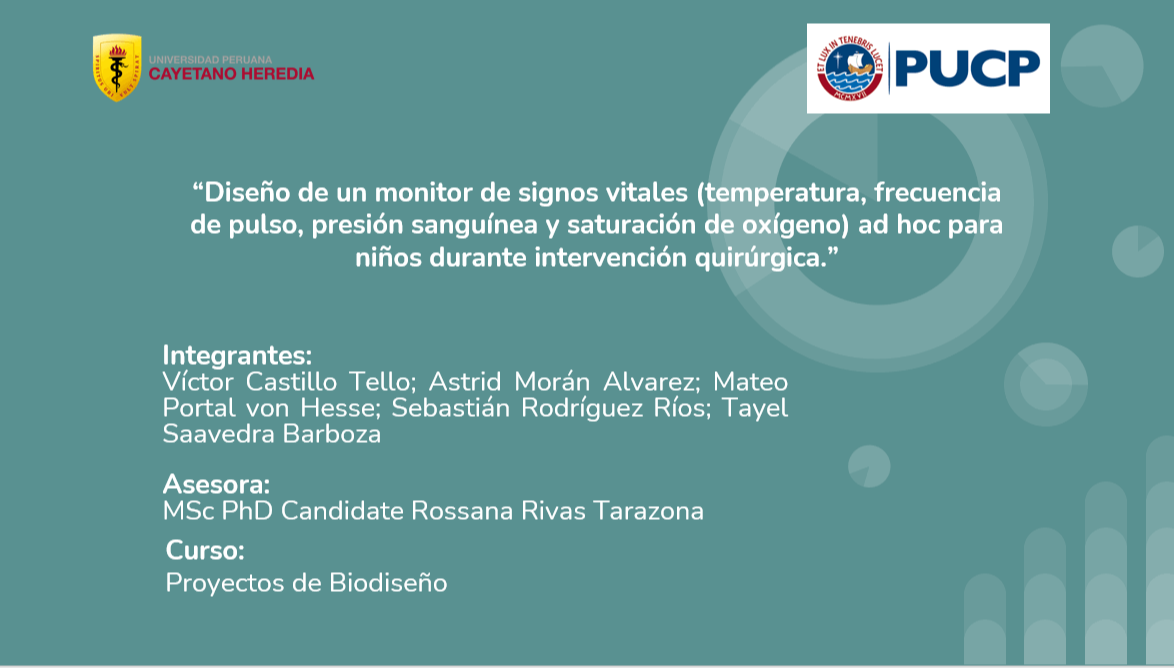 UNIVERSIDAD PERUANA
CAYETANO HEREDIA
ET LUX IN TENEBRIS LUCET
MCMXVII
PUCP
“Diseño de un monitor de signos vitales (temperatura, frecuencia
de pulso, presión sanguínea y saturación de oxígeno) ad hoc para
niños durante intervención quirúrgica.”
Integrantes:
Víctor Castillo Tello; Astrid Morán Alvarez; Mateo
Portal von Hesse; Sebastián Rodríguez Ríos; Tayel
Saavedra Barboza
Asesora:
MSc PhD Candidate Rossana Rivas Tarazona
Curso:
Proyectos de Biodiseño